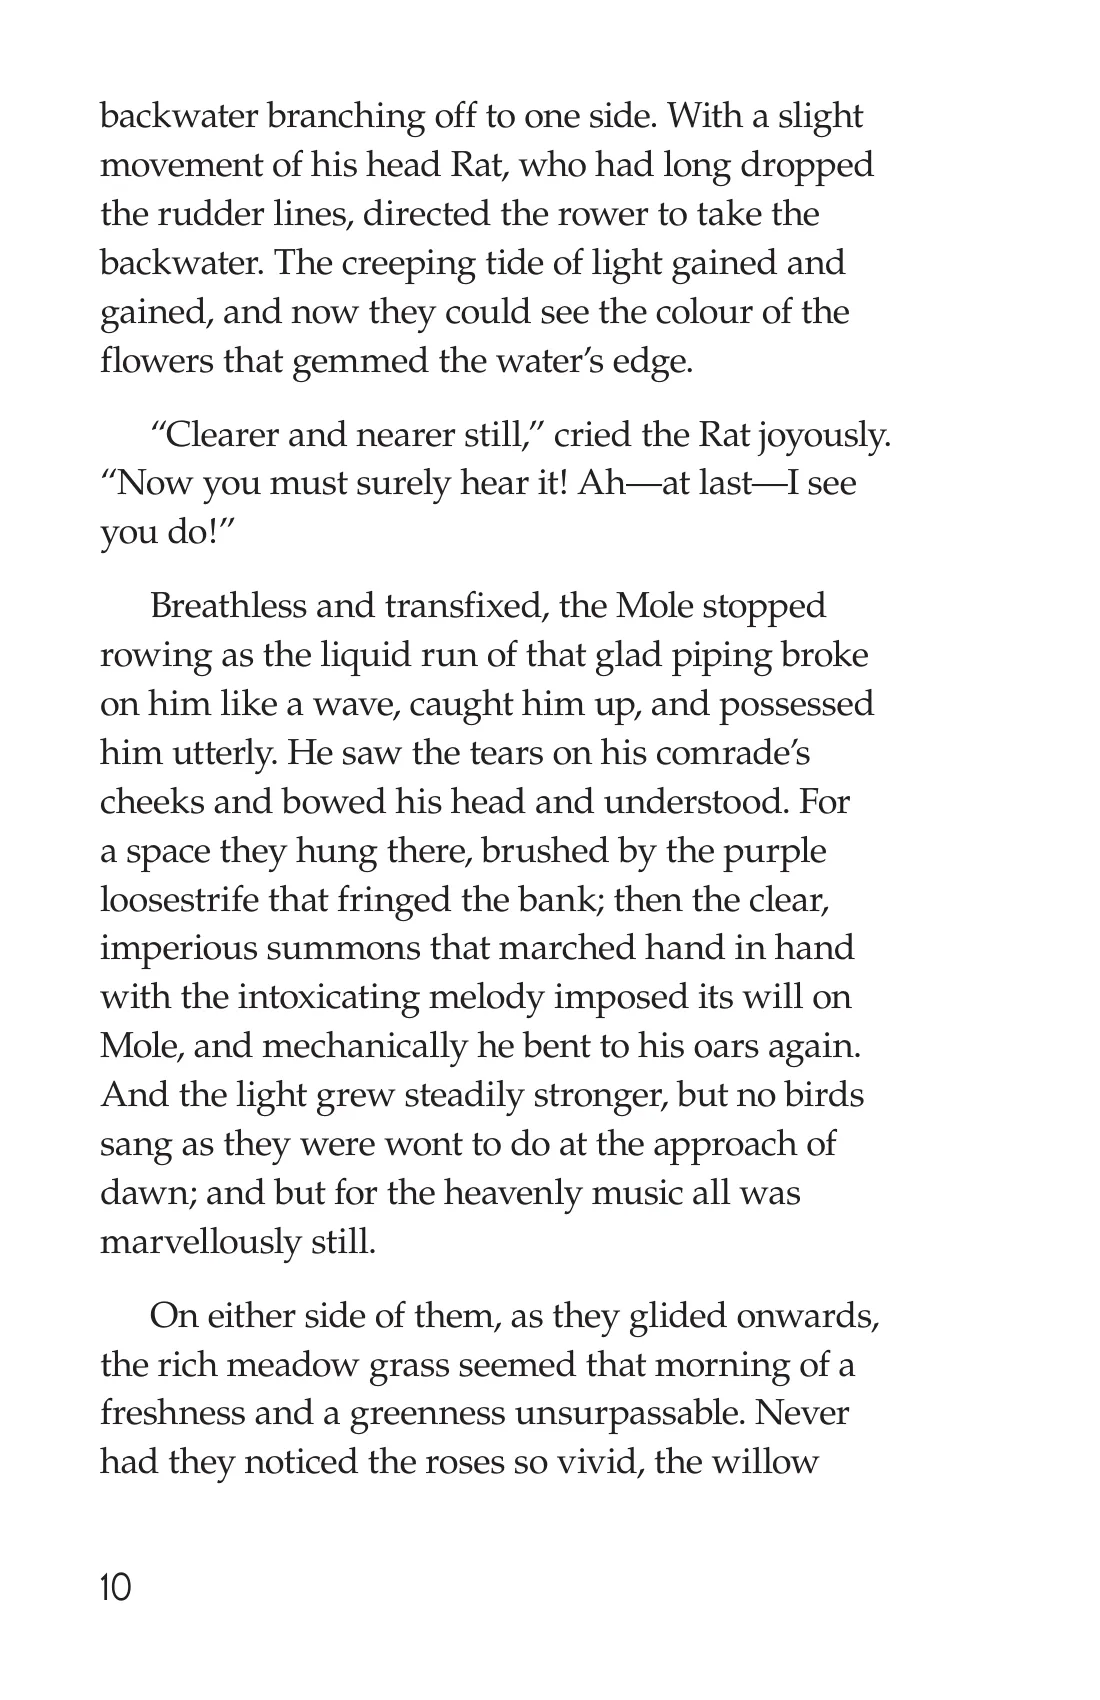 backwater branching off to one side. With a slight
movement of his head Rat, who had long dropped
the rudder lines, directed the rower to take the
backwater. The creeping tide of light gained and
gained, and now they could see the colour of the
flowers that gemmed the water’s edge.
“Clearer and nearer still,” cried the Rat joyously.
“Now you must surely hear it! Ah—at last—I see
you do!”
Breathless and transfixed, the Mole stopped
rowing as the liquid run of that glad piping broke
on him like a wave, caught him up, and possessed
him utterly. He saw the tears on his comrade’s
cheeks and bowed his head and understood. For
a space they hung there, brushed by the purple
loosestrife that fringed the bank; then the clear,
imperious summons that marched hand in hand
with the intoxicating melody imposed its will on
Mole, and mechanically he bent to his oars again.
And the light grew steadily stronger, but no birds
sang as they were wont to do at the approach of
dawn; and but for the heavenly music all was
marvellously still.
On either side of them, as they glided onwards,
the rich meadow grass seemed that morning of a
freshness and a greenness unsurpassable. Never
had they noticed the roses so vivid, the willow
10